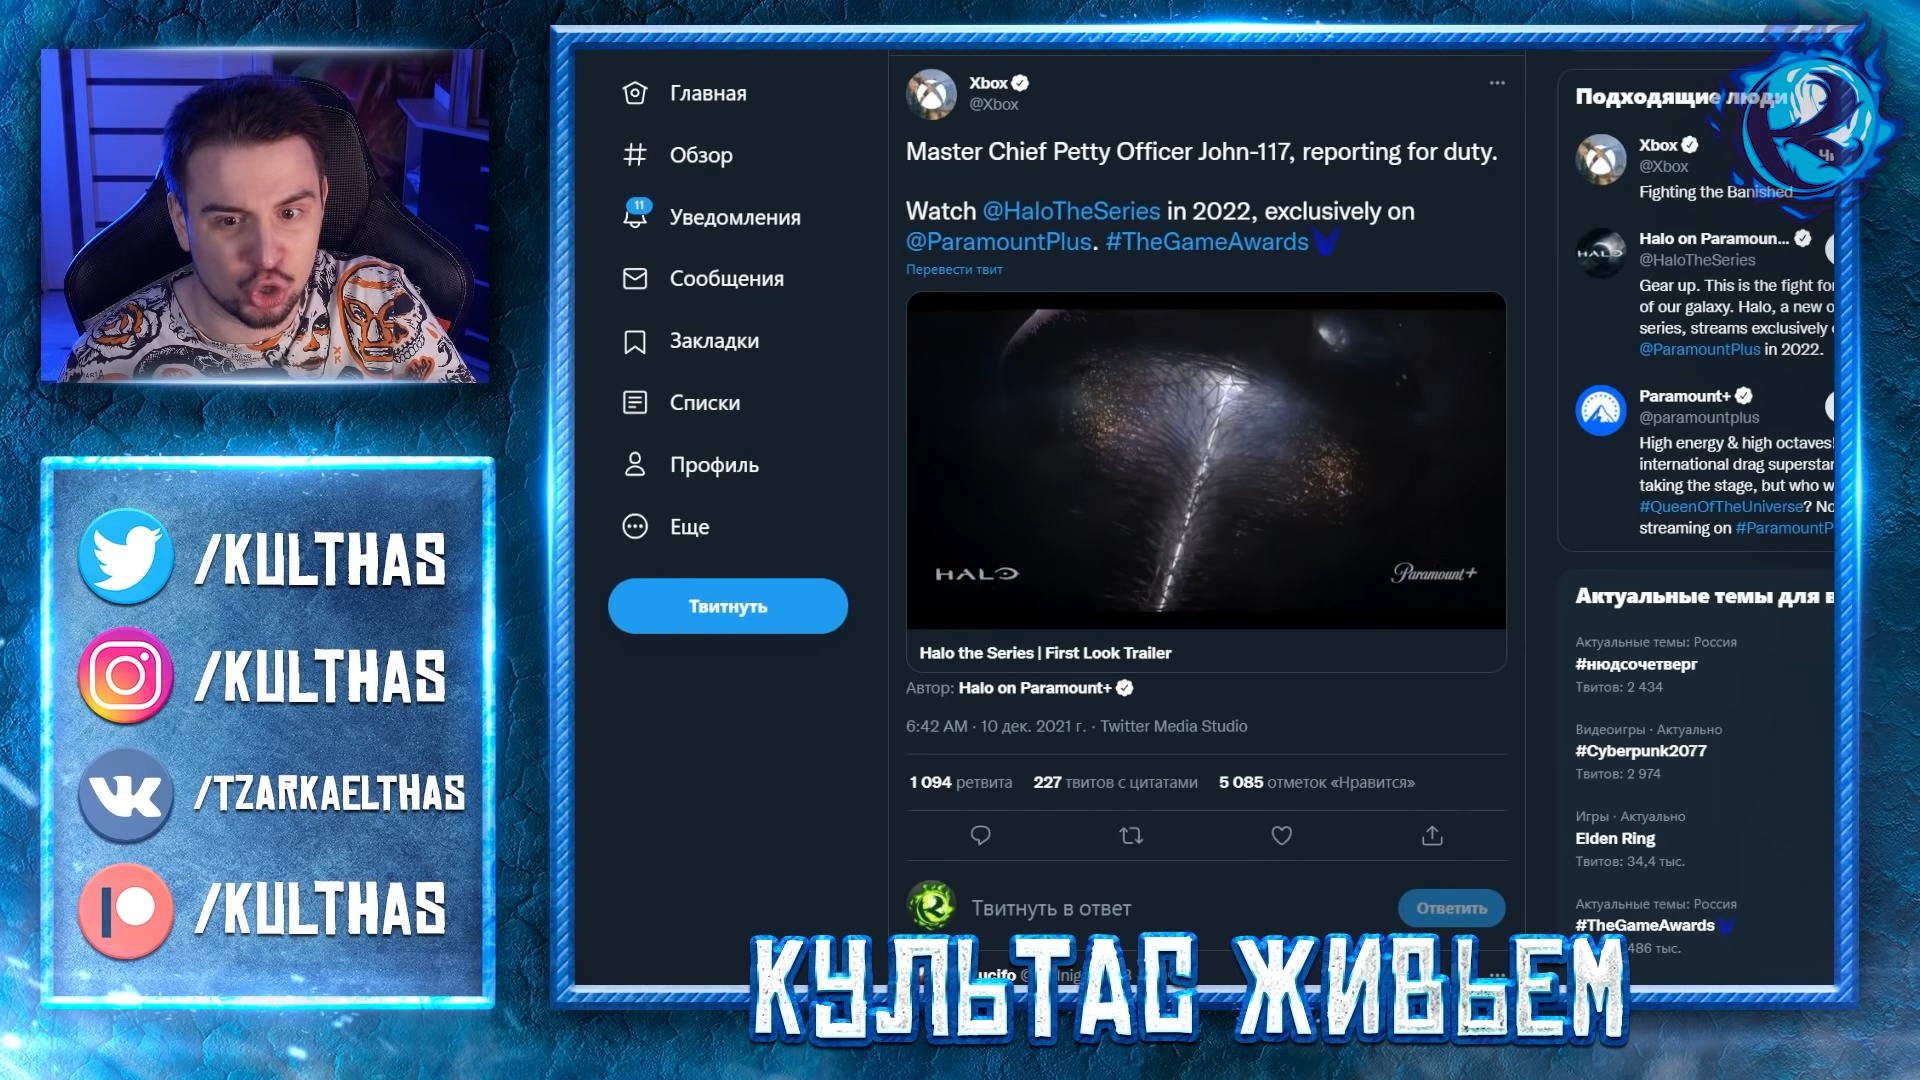 /KULTHAS
/KULTHAS
/TZARKAELTHAS
/KULTHAS
Главная
Обзор
11
Уведомления
Сообщения
Закладки
Списки
Профиль
Еще
Твитнуть
Xbox
@Xbox
Master Chief Petty Officer John-117, reporting for duty.
Watch @HaloTheSeries in 2022, exclusively on
@ParamountPlus. #TheGameAwards
Перевести твит
HALO
Paramount+
Halo the Series | First Look Trailer
Автор: Halo on Paramount+
6:42 AM · 10 дек. 2021 г. · Twitter Media Studio
1 094 ретвита 227 твитов с цитатами 5 085 отметок «Нравится»
Твитнуть в ответ
Ответить
Подходящие люди
Xbox
@Xbox
Fighting the Banished
HALO
Halo on Paramoun...
@HaloTheSeries
Gear up. This is the fight for
of our galaxy. Halo, a new o
series, streams exclusively
@ParamountPlus in 2022.
Paramount+
@paramountplus
High energy & high octaves!
international drag superstar
taking the stage, but who w
#QueenOfTheUniverse? No
streaming on #ParamountP
Актуальные темы для в
Актуальные темы: Россия
#нюдсочетверг
Твитов: 2 434
Видеоигры · Актуально
#Cyberpunk2077
Твитов: 2 974
Игры · Актуально
Elden Ring
Твитов: 34,4 тыс.
Актуальные темы: Россия
#TheGameAwards
486 тыс.
КУЛЬТАС ЖИВЬЕМ